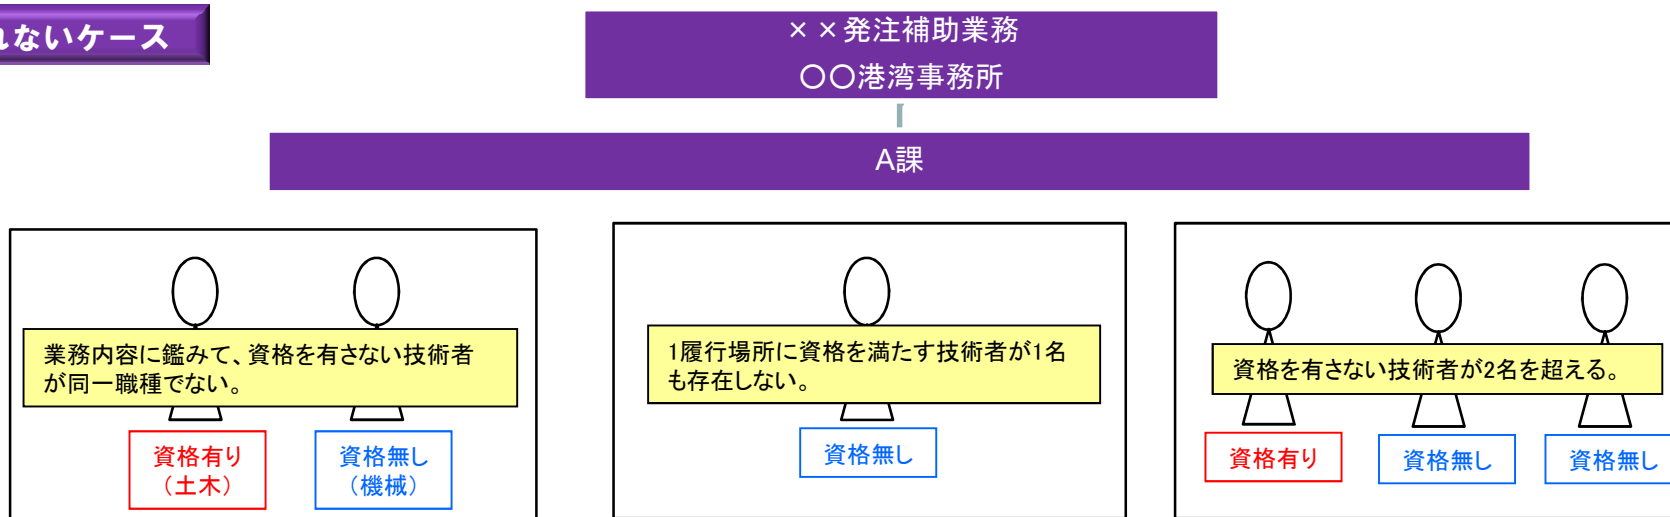 れないケース
××発注補助業務
〇〇港湾事務所
A課
業務内容に鑑みて、資格を有さない技術者
が同一職種でない。
資格有り
（土木）
資格無し
（機械）
1履行場所に資格を満たす技術者が1名
も存在しない。
資格無し
資格を有さない技術者が2名を超える。
資格有り
資格無し
資格無し